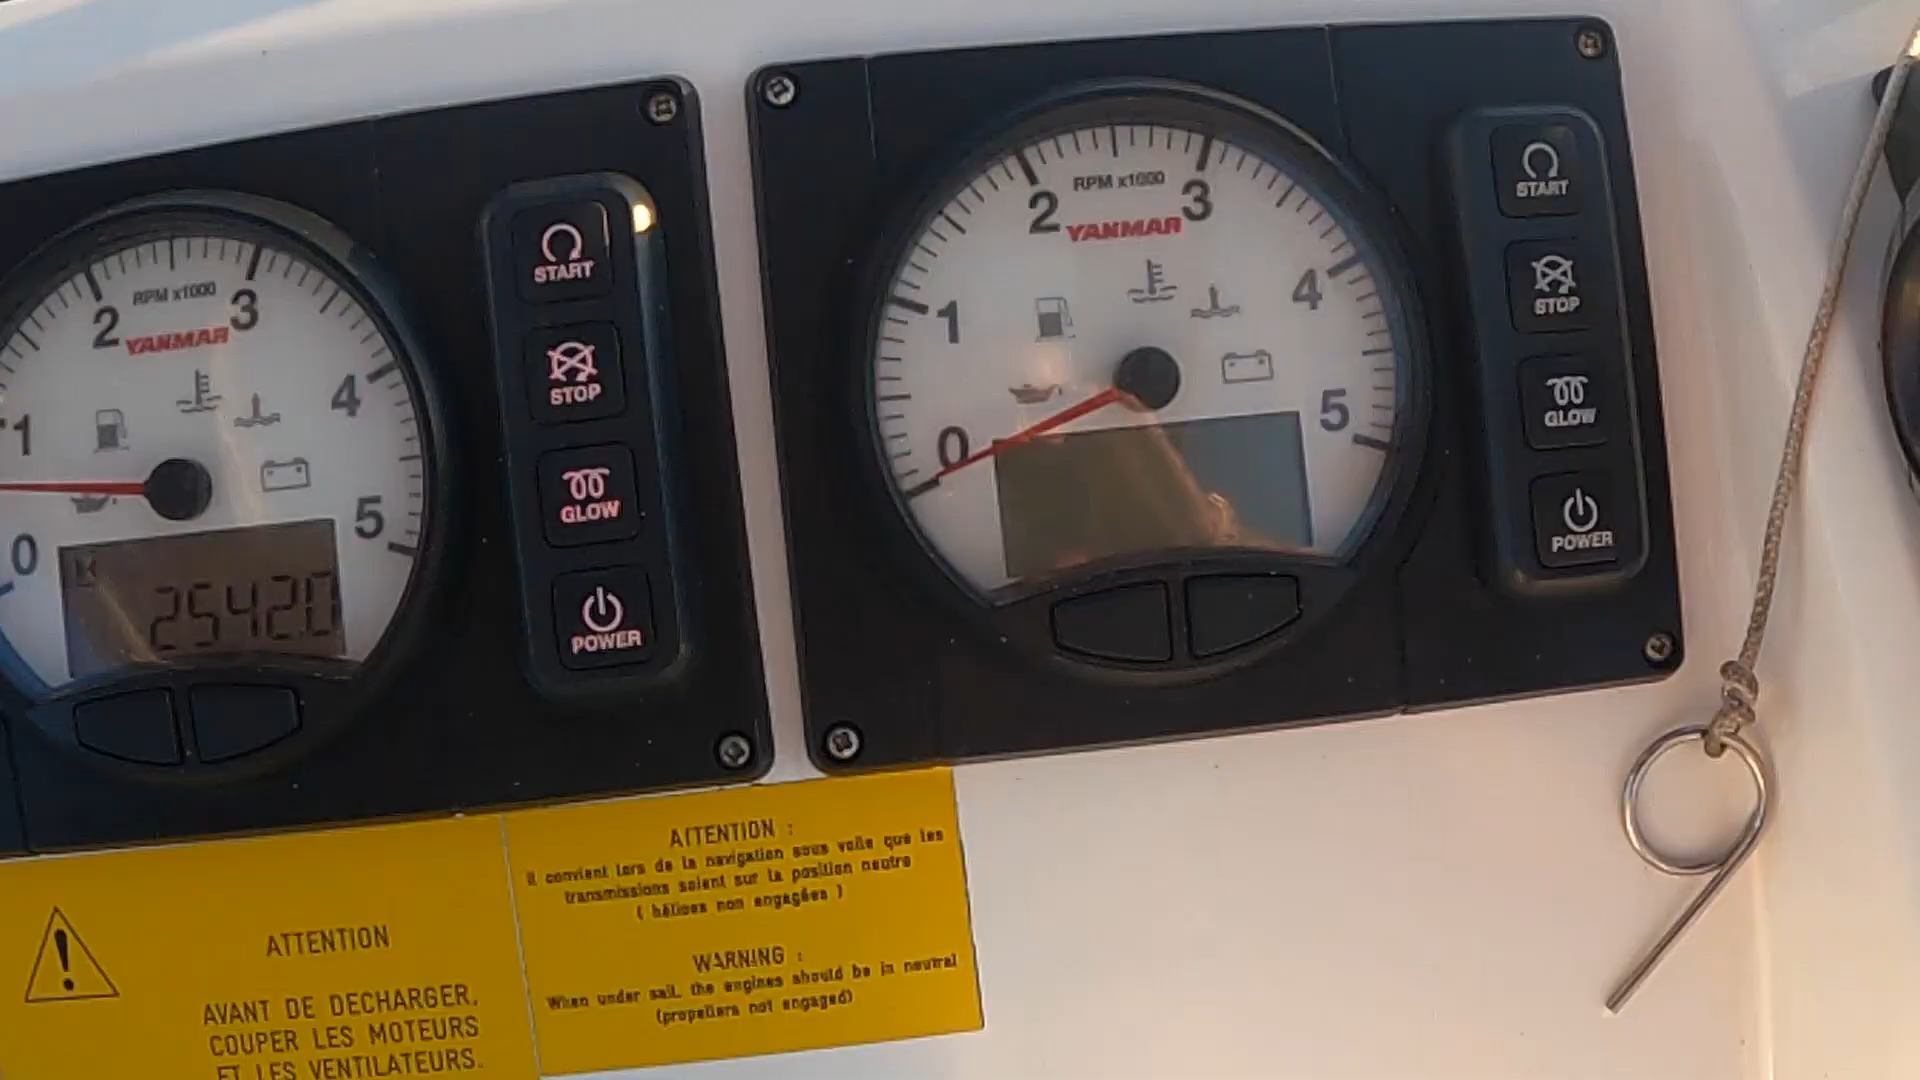 RPM x1000
YANMAR
0
1
2
3
4
5
2542.0
START
STOP
GLOW
POWER
RPM x1000
YANMAR
0
1
2
3
4
5
START
STOP
GLOW
POWER
ATTENTION
AVANT DE DECHARGER,
COUPER LES MOTEURS
ET LES VENTILATEURS.
ATTENTION :
Il convient lors de la navigation sous voile que les
transmissions soient sur la position neutre
( hélices non engagées )
WARNING :
When under sail, the engines should be in neutral
(propellers not engaged)